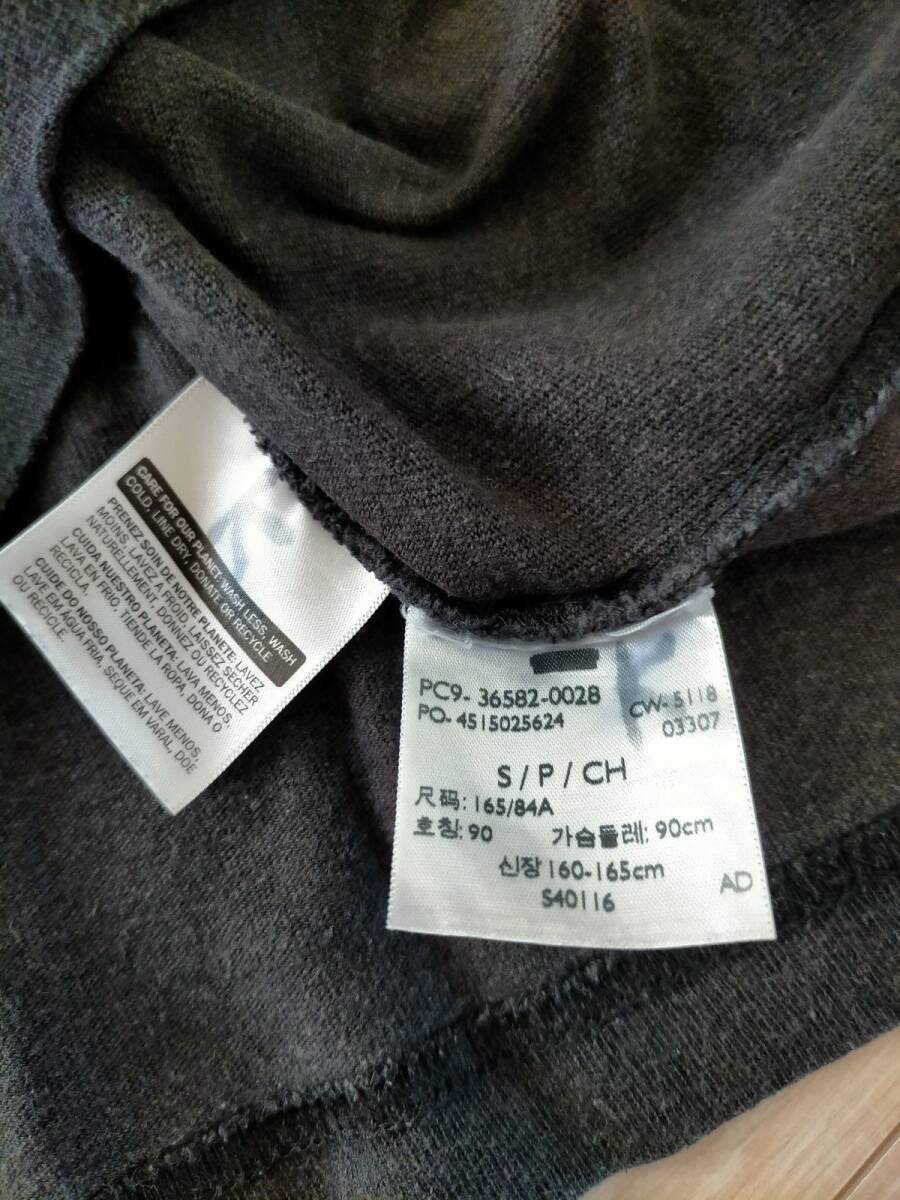 CARE FOR OUR PLANET: WASH LESS, WASH
COLD, LINE DRY, DONATE OR RECYCLE
PRENEZ SOIN DE NOTRE PLANETE: LAVEZ
MOINS, LAVEZ A FROID, LAISSEZ SECHER
NATURELLEMENT, DONNEZ OU RECYCLEZ
CUIDA NUESTRO PLANETA: LAVA MENOS,
LAVA EN FRIO, TIENDE LA ROPA, DONA O
RECICLA.
CUIDE DO NOSSO PLANETA: LAVE MENOS,
LAVE EM AGUA FRIA, SEQUE EM VARAL, DOE
OU RECICLE.
PC9- 36582-0028 CW-5118
PO- 4515025624 03307
S / P / CH
尺码: 165/84A
호칭: 90 가슴둘레: 90cm
신장 160-165cm
S40116 AD